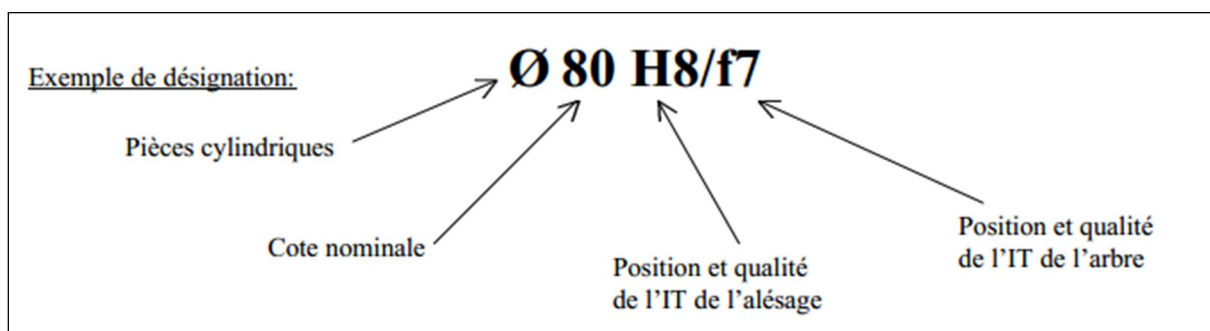 Ø 80 H8/f7
Exemple de désignation:
Pièces cylindriques
Cote nominale
Position et qualité
de l'IT de l'alésage
Position et qualité
de l'IT de l'arbre